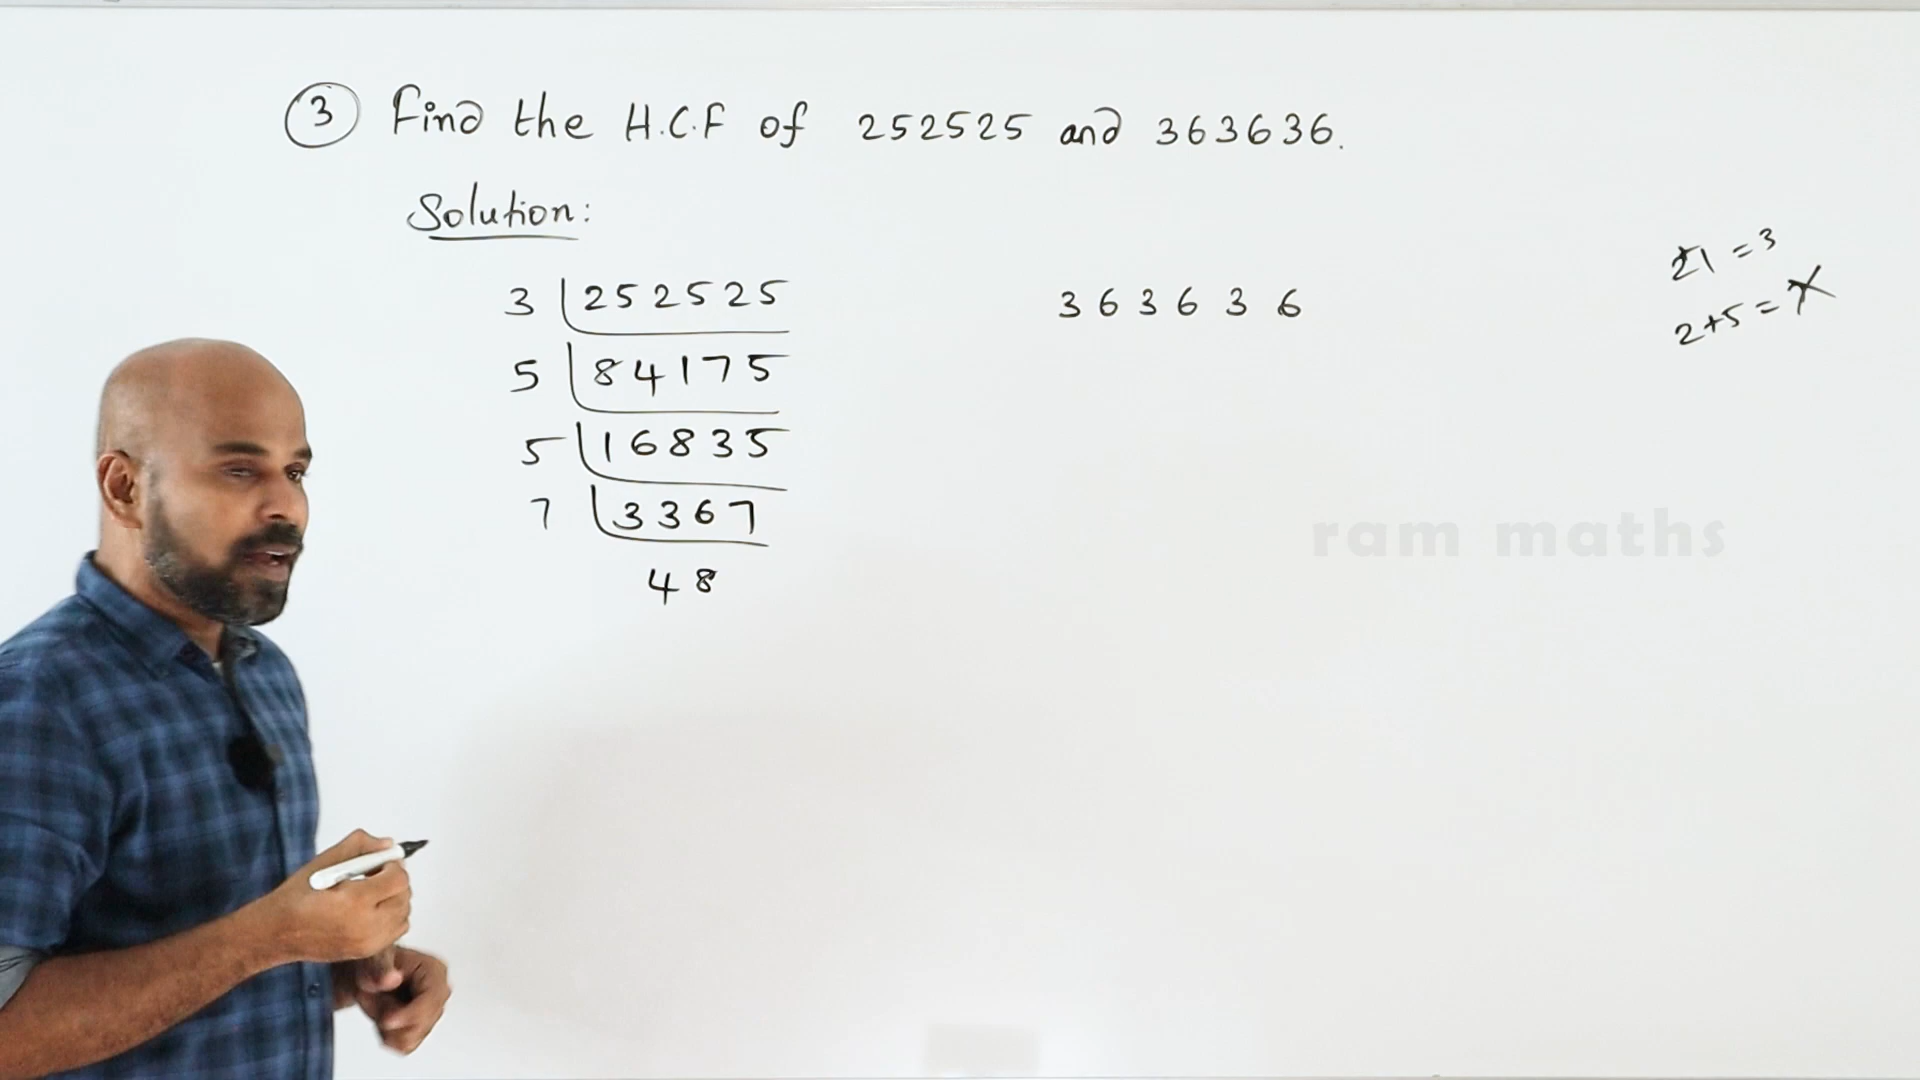 3 Find the H.C.F of 252525 and 363636.
Solution:
3 252525
5 84175
5 16835
7 3367
48
363636
21 = 3
2+5 = 7
ram maths